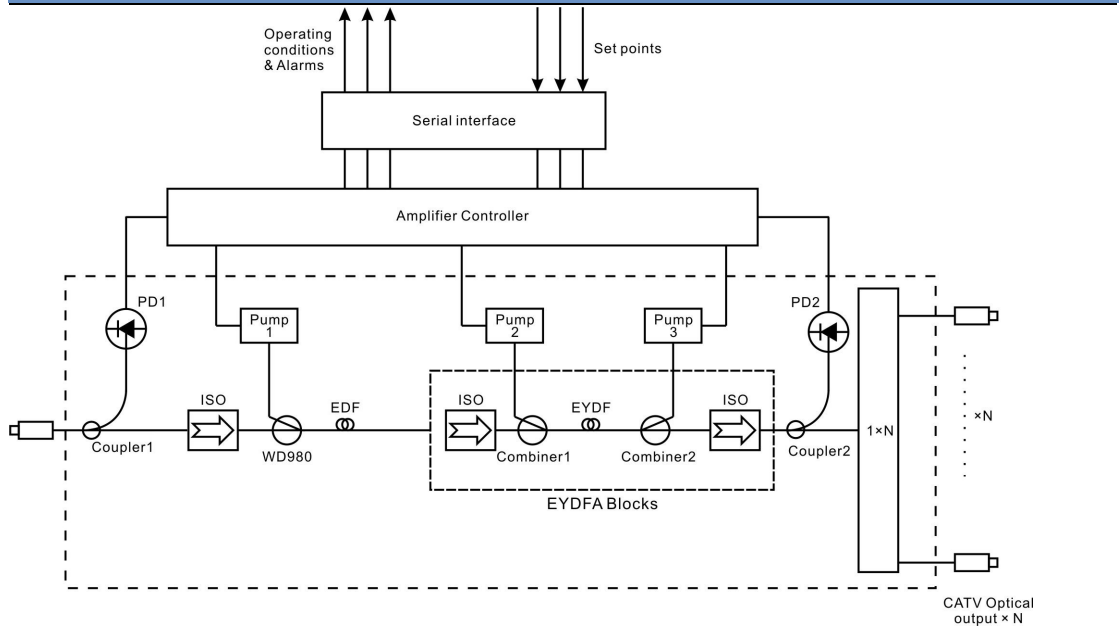 Operating
conditions
& Alarms
Set points
Serial interface
Amplifier Controller
PD1
PD2
Pump
1
Pump
2
Pump
3
ISO
EDF
ISO
EYDF
ISO
×N
Coupler1
WD980
Combiner1
Combiner2
Coupler2
1×N
EYDFA Blocks
CATV Optical
output × N